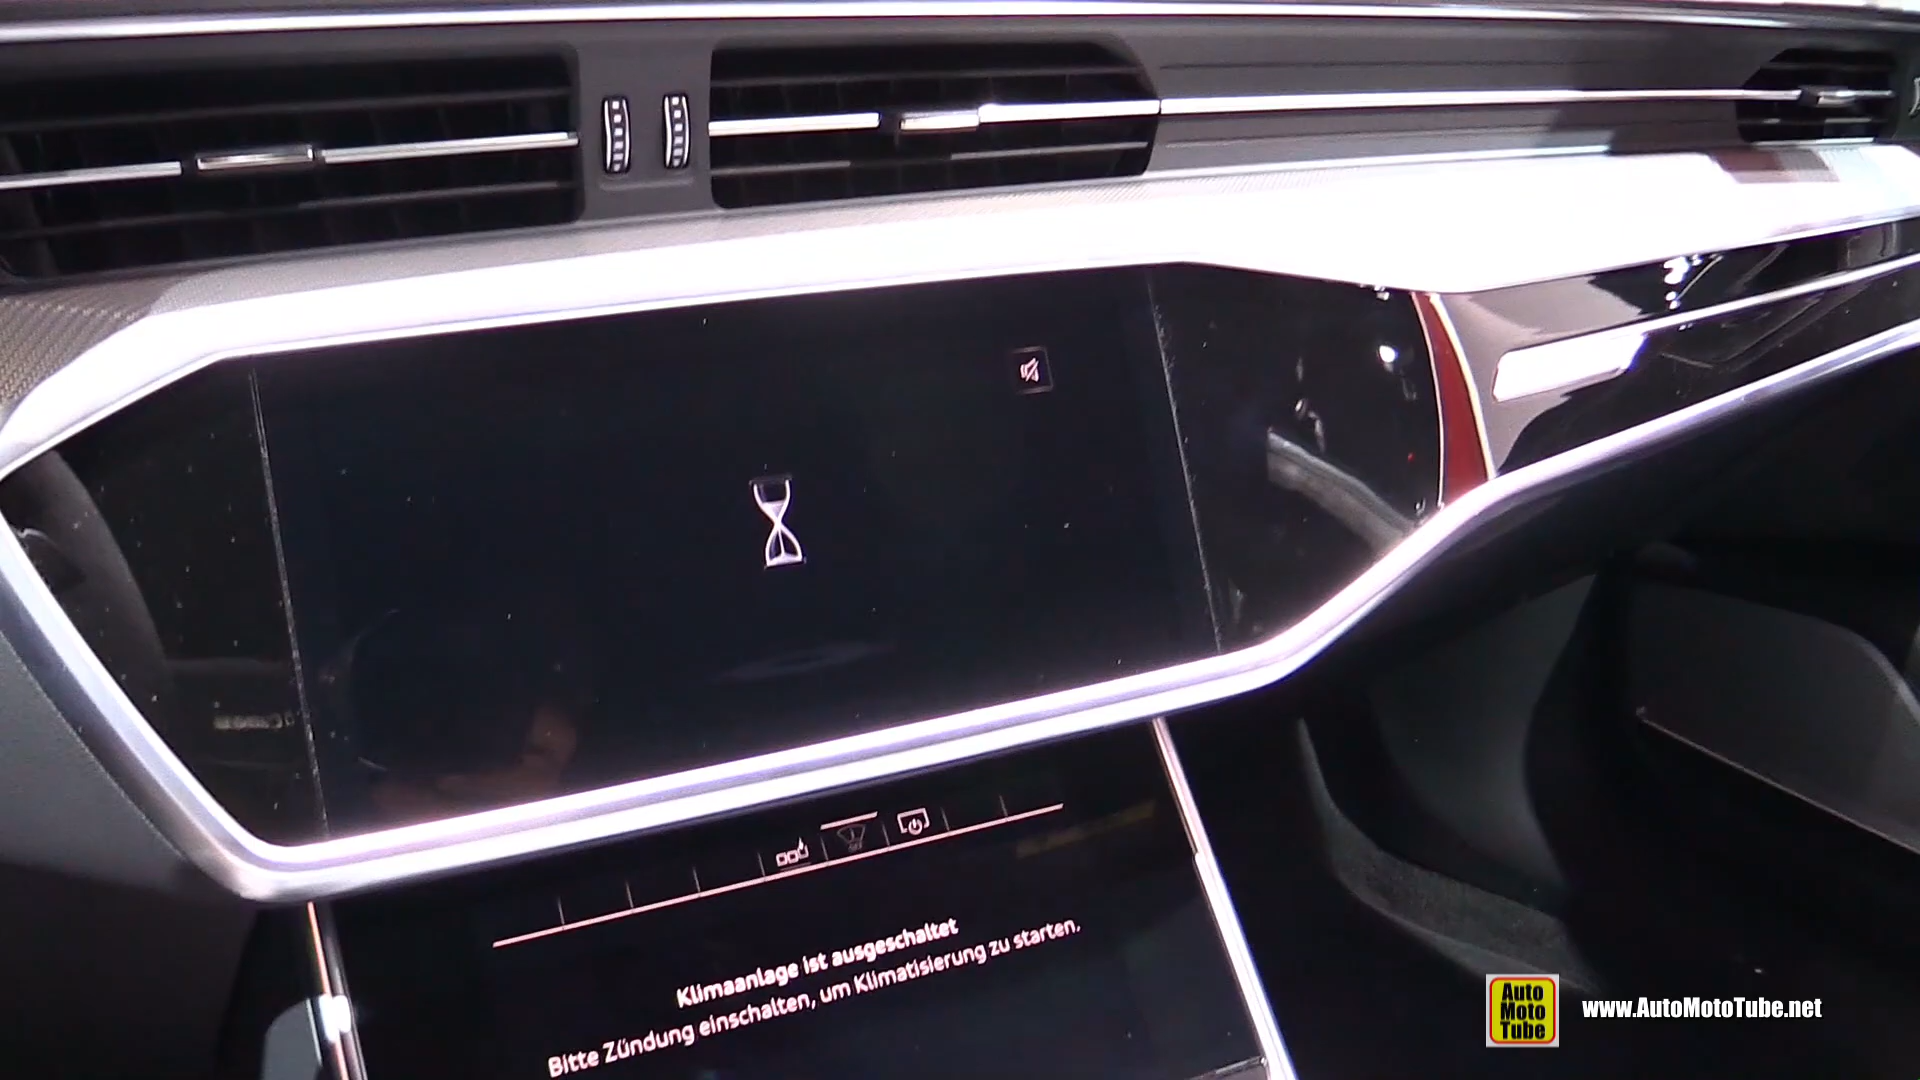 Klimaanlage ist ausgeschaltet
Bitte Zündung einschalten, um Klimatisierung zu starten.
Auto
Moto
Tube
www.AutoMotoTube.net